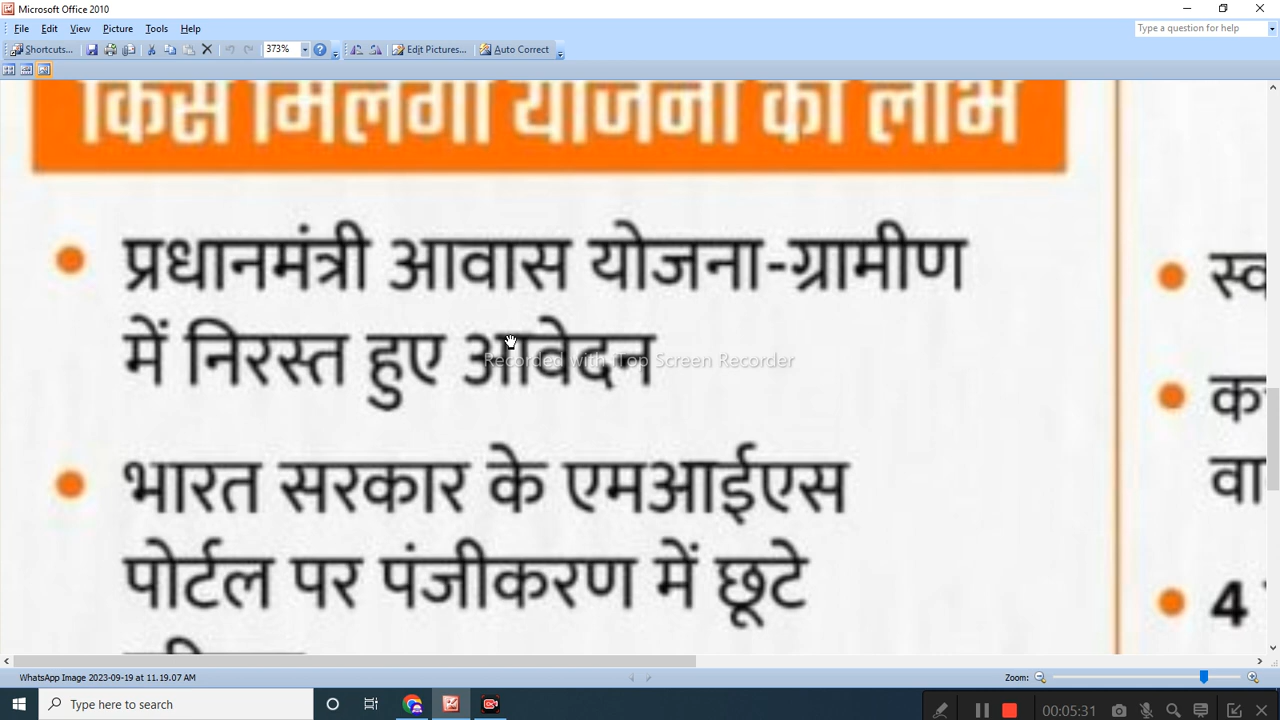 Microsoft Office 2010
File Edit View Picture Tools Help
Type a question for help
Shortcuts... 373% Edit Pictures... Auto Correct
किसे मिलेगा योजना का लाभ
प्रधानमंत्री आवास योजना-ग्रामीण
में निरस्त हुए आवेदन
Recorded with iTop Screen Recorder
भारत सरकार के एमआईएस
पोर्टल पर पंजीकरण में छूटे
स्व
वा
4
WhatsApp Image 2023-09-19 at 11.19.07 AM
Zoom:
Type here to search
00:05:31